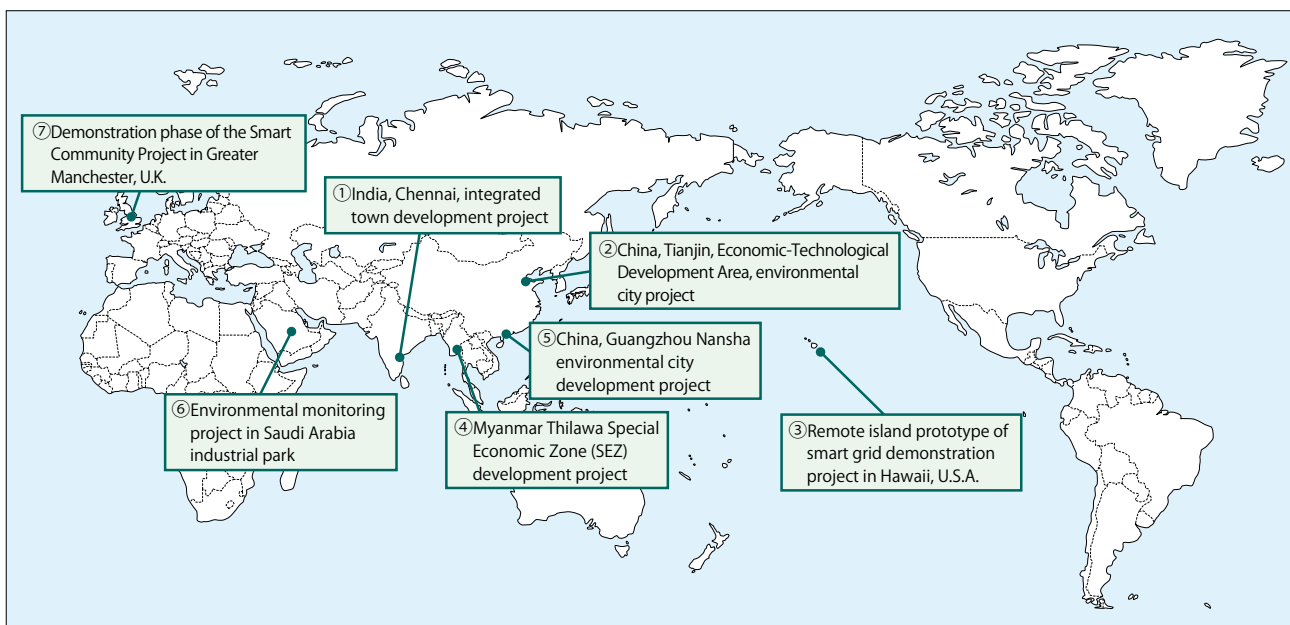 ⑦Demonstration phase of the Smart
Community Project in Greater
Manchester, U.K.
①India, Chennai, integrated
town development project
②China, Tianjin, Economic-Technological
Development Area, environmental
city project
⑤China, Guangzhou Nansha
environmental city
development project
⑥Environmental monitoring
project in Saudi Arabia
industrial park
④Myanmar Thilawa Special
Economic Zone (SEZ)
development project
③Remote island prototype of
smart grid demonstration
project in Hawaii, U.S.A.